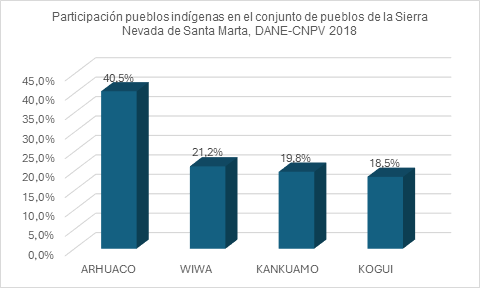 Participación pueblos indígenas en el conjunto de pueblos de la Sierra
Nevada de Santa Marta, DANE-CNPV 2018
45,0%
40,0%
35,0%
30,0%
25,0%
20,0%
15,0%
10,0%
5,0%
0,0%
40,5%
21,2%
19,8%
18,5%
ARHUACO
WIWA
KANKUAMO
KOGUI